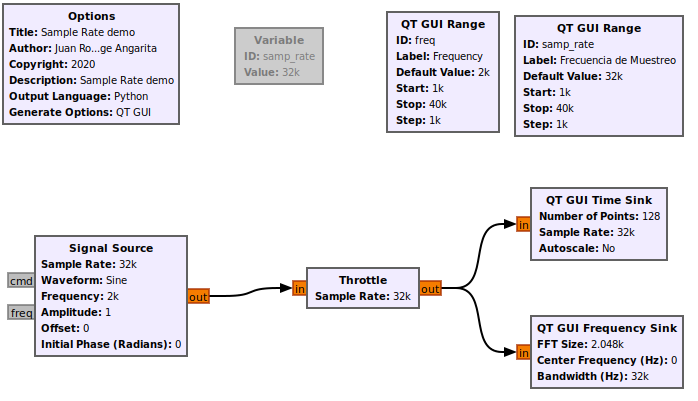 Options
Title: Sample Rate demo
Author: Juan Ro...ge Angarita
Copyright: 2020
Description: Sample Rate demo
Output Language: Python
Generate Options: QT GUI
Variable
ID: samp_rate
Value: 32k
QT GUI Range
ID: freq
Label: Frequency
Default Value: 2k
Start: 1k
Stop: 40k
Step: 1k
QT GUI Range
ID: samp_rate
Label: Frecuencia de Muestreo
Default Value: 32k
Start: 1k
Stop: 40k
Step: 1k
Signal Source
Sample Rate: 32k
Waveform: Sine
Frequency: 2k
Amplitude: 1
Offset: 0
Initial Phase (Radians): 0
cmd
freq
out
in
Throttle
Sample Rate: 32k
out
in
QT GUI Time Sink
Number of Points: 128
Sample Rate: 32k
Autoscale: No
in
QT GUI Frequency Sink
FFT Size: 2.048k
Center Frequency (Hz): 0
Bandwidth (Hz): 32k